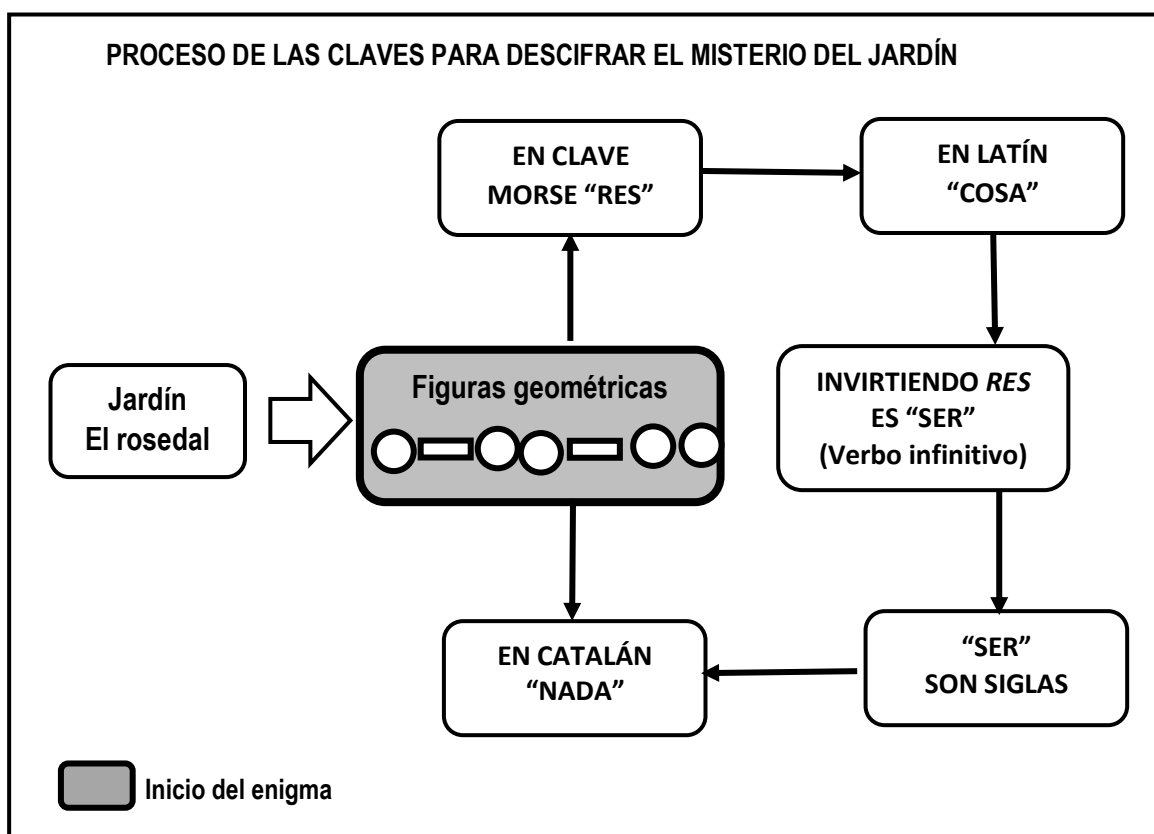 PROCESO DE LAS CLAVES PARA DESCIFRAR EL MISTERIO DEL JARDÍN
EN CLAVE
MORSE “RES”
EN LATÍN
“COSA”
Jardín
El rosedal
Figuras geométricas
INVIRTIENDO RES
ES “SER”
(Verbo infinitivo)
EN CATALÁN
“NADA”
“SER”
SON SIGLAS
Inicio del enigma